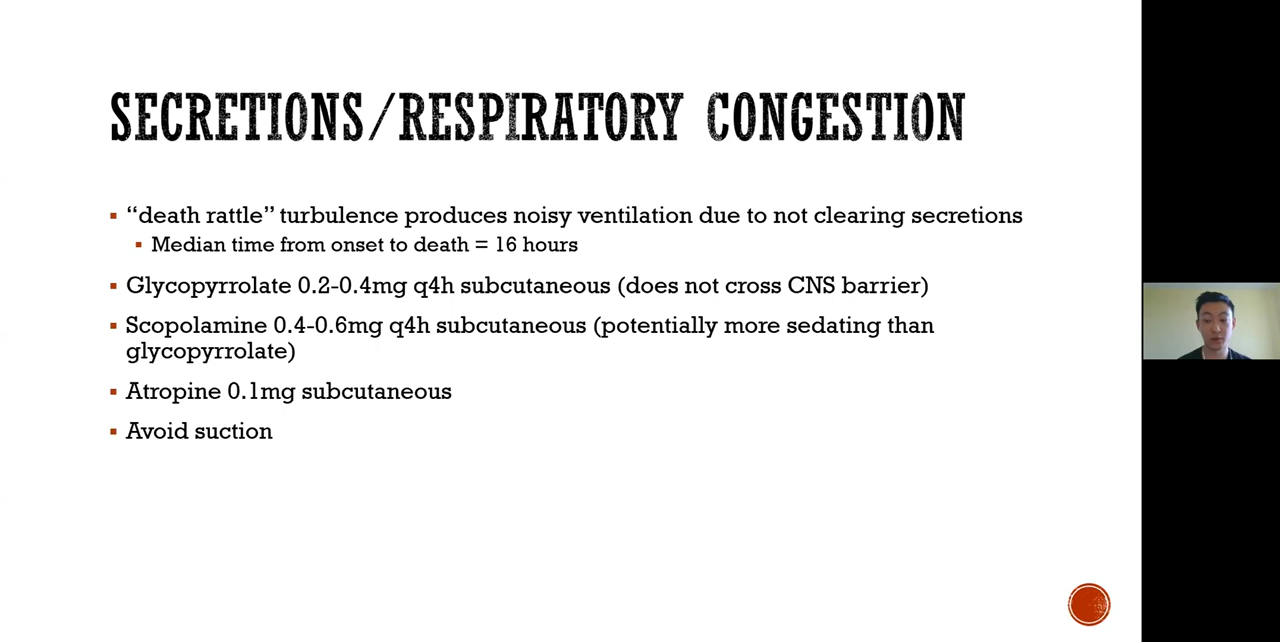 SECRETIONS/RESPIRATORY CONGESTION
▪ “death rattle” turbulence produces noisy ventilation due to not clearing secretions
▪ Median time from onset to death = 16 hours
▪ Glycopyrrolate 0.2-0.4mg q4h subcutaneous (does not cross CNS barrier)
▪ Scopolamine 0.4-0.6mg q4h subcutaneous (potentially more sedating than
glycopyrrolate)
▪ Atropine 0.1mg subcutaneous
▪ Avoid suction